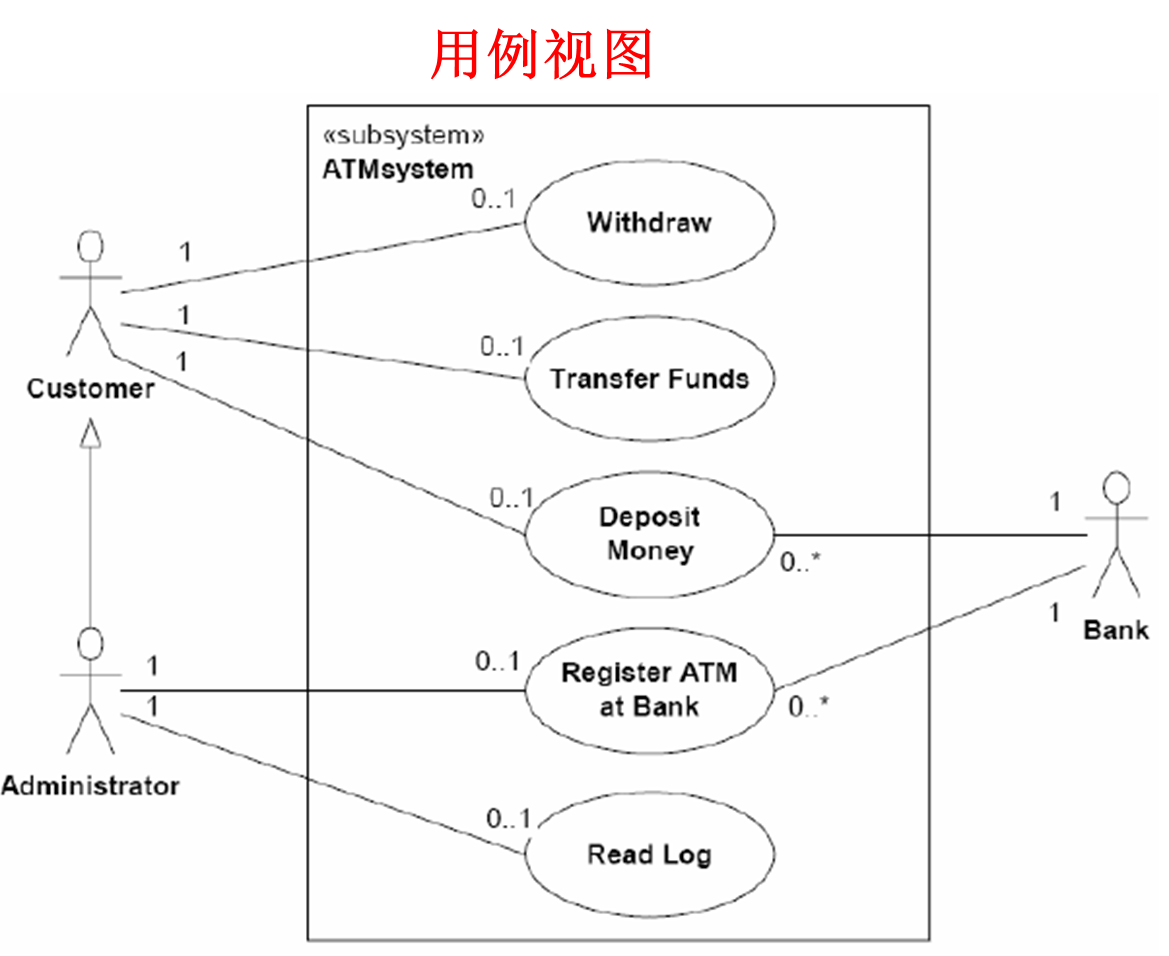 用例视图
«subsystem»
ATMsystem
0..1
Withdraw
1
1
0..1
Transfer Funds
1
Customer
0..1
Deposit
Money
1
0..*
1
Bank
1
0..1
Register ATM
at Bank
1
0..*
Administrator
0..1
Read Log